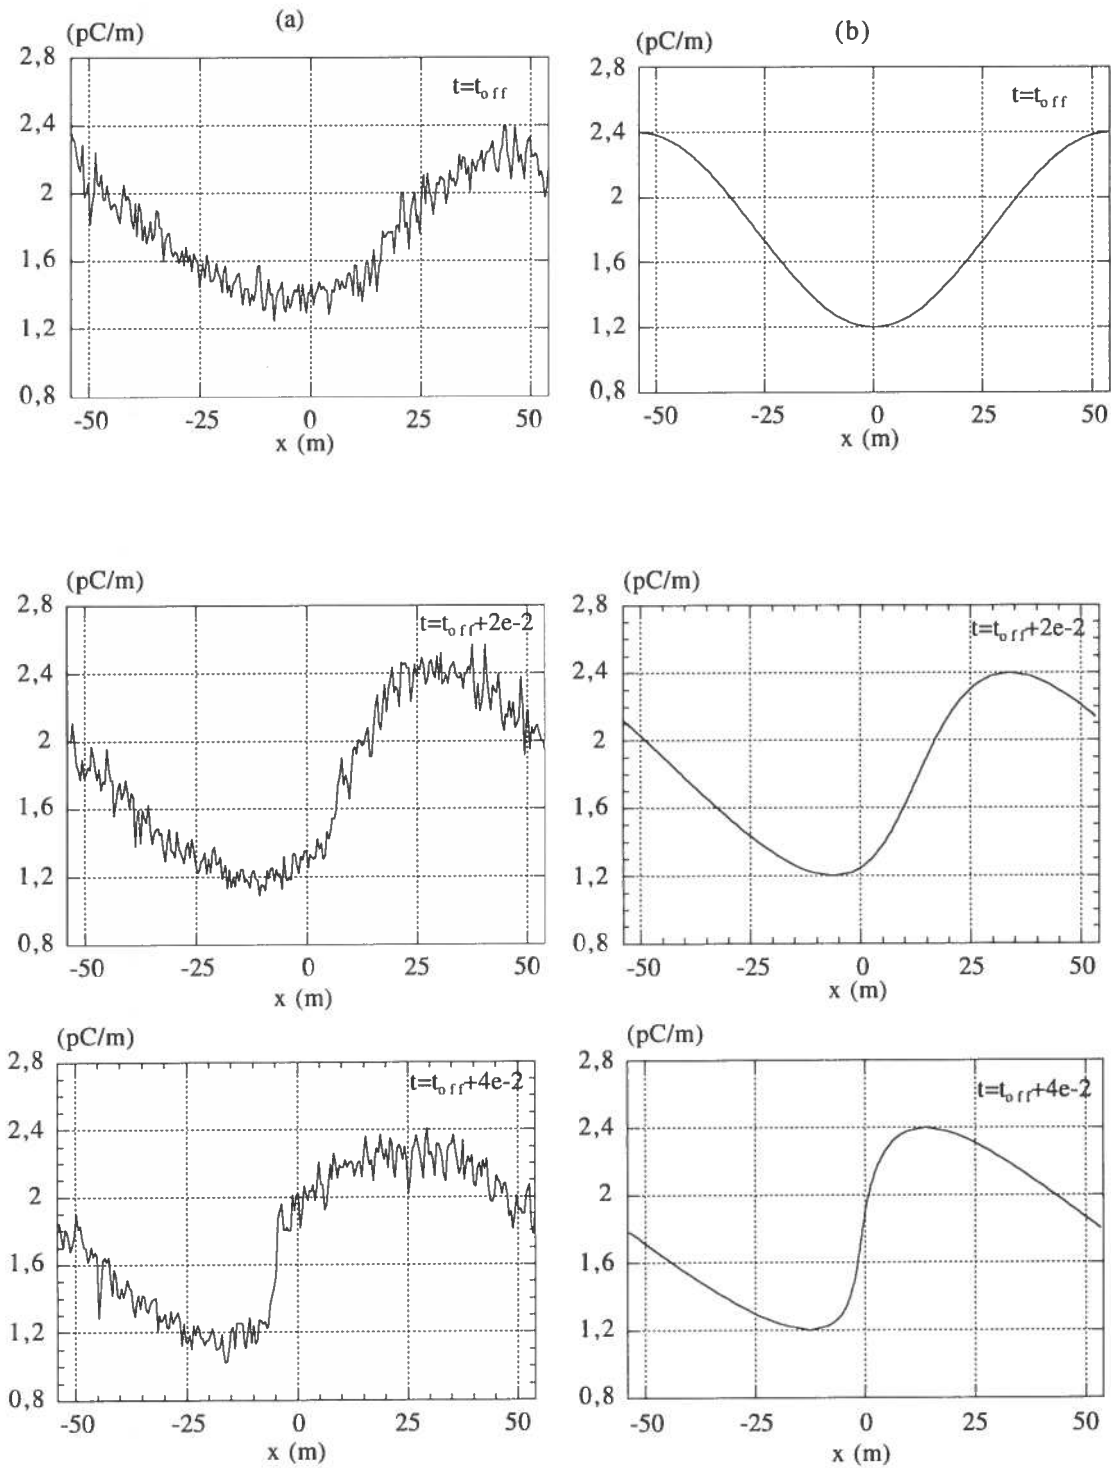 (a)
(b)
(pC/m)
2,8
2,4
2
1,6
1,2
0,8
t=toff
-50 -25 0 25 50
x (m)
(pC/m)
2,8
2,4
2
1,6
1,2
0,8
t=toff
-50 -25 0 25 50
x (m)
(pC/m)
2,8
2,4
2
1,6
1,2
0,8
t=toff+2e-2
-50 -25 0 25 50
x (m)
(pC/m)
2,8
2,4
2
1,6
1,2
0,8
t=toff+2e-2
-50 -25 0 25 50
x (m)
(pC/m)
2,8
2,4
2
1,6
1,2
0,8
t=toff+4e-2
-50 -25 0 25 50
x (m)
(pC/m)
2,8
2,4
2
1,6
1,2
0,8
t=toff+4e-2
-50 -25 0 25 50
x (m)